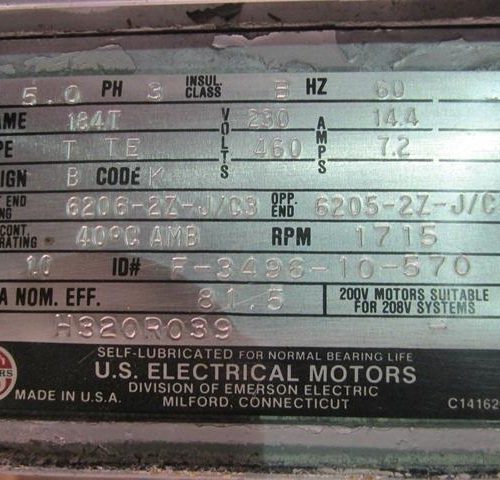 5.0 PH 3 INSUL. CLASS B HZ 60
AME 184T VOLTS 230 AMPS 14.4
PE T TE 460 7.2
IGN B CODE K
END 6206-2Z-J/C3 OPP. END 6205-2Z-J/C
CONT. RATING 40°C AMB RPM 1715
1.0 ID# F-3496-10-570
A NOM. EFF. 81.5 200V MOTORS SUITABLE FOR 208V SYSTEMS
H320R039
SELF-LUBRICATED FOR NORMAL BEARING LIFE
U.S. ELECTRICAL MOTORS
DIVISION OF EMERSON ELECTRIC
MADE IN U.S.A. MILFORD, CONNECTICUT C14162